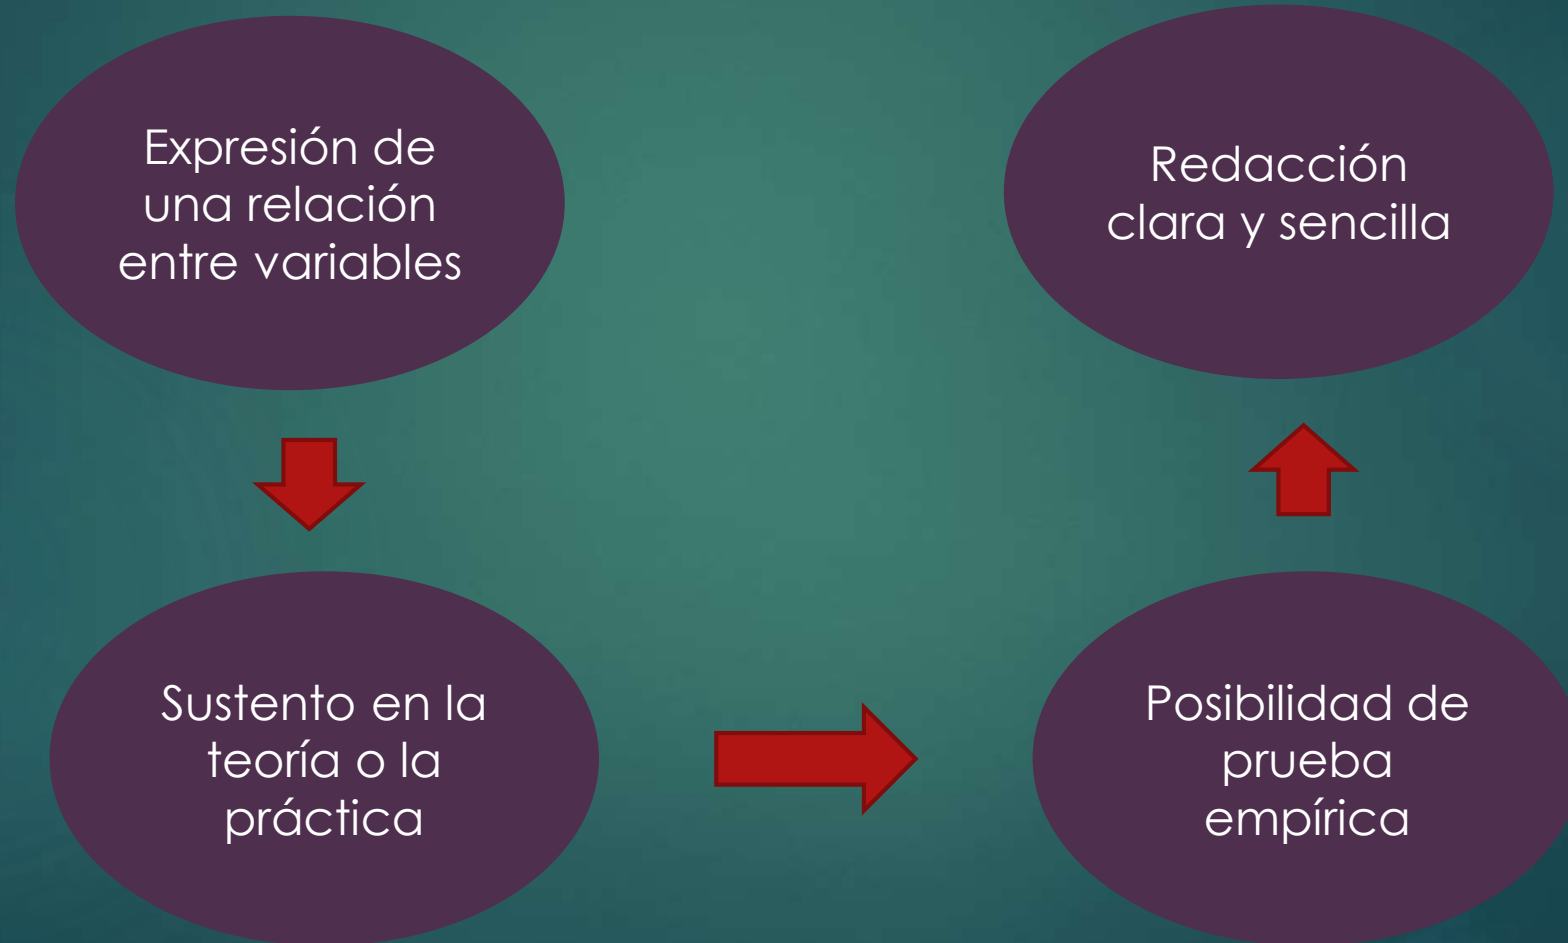 Expresión de
una relación
entre variables
Sustento en la
teoría o la
práctica
Posibilidad de
prueba
empírica
Redacción
clara y sencilla